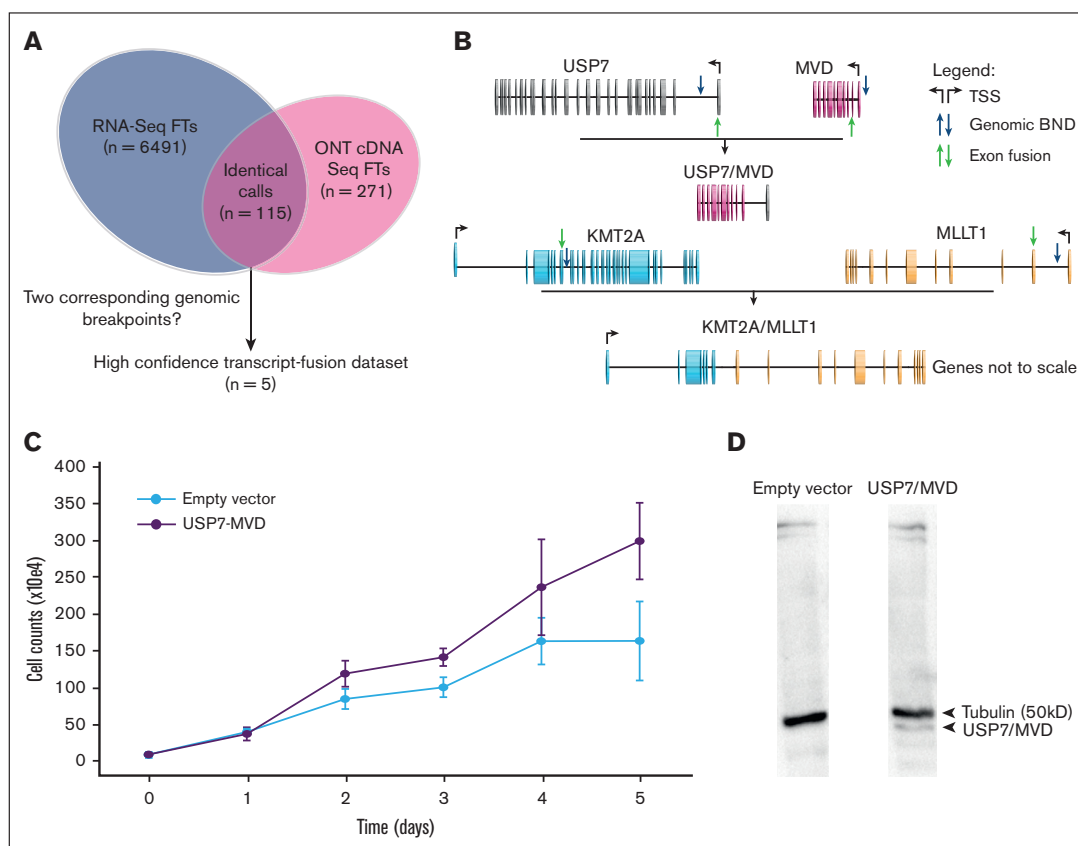 A
RNA-Seq FTs
(n = 6491)
Identical
calls
(n = 115)
ONT cDNA
Seq FTs
(n = 271)
Two corresponding genomic
breakpoints?
High confidence transcript-fusion dataset
(n = 5)
B
USP7
MVD
Legend:
TSS
Genomic BND
Exon fusion
USP7/MVD
KMT2A
MLLT1
KMT2A/MLLT1
Genes not to scale
C
400
350
300
250
200
150
100
50
0
Cell counts (x10e4)
Empty vector
USP7-MVD
0 1 2 3 4 5
Time (days)
D
Empty vector USP7/MVD
Tubulin (50kD)
USP7/MVD